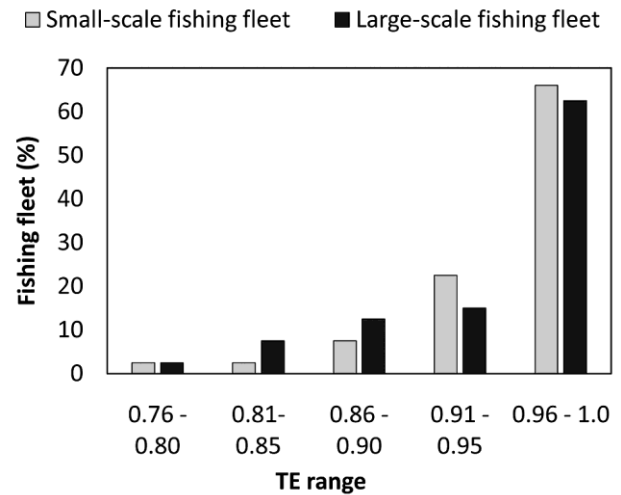 Small-scale fishing fleet Large-scale fishing fleet
70
60
50
40
30
20
10
0
Fishing fleet (%)
0.76 - 0.81- 0.86 - 0.91 - 0.96 - 1.0
0.80 0.85 0.90 0.95
TE range